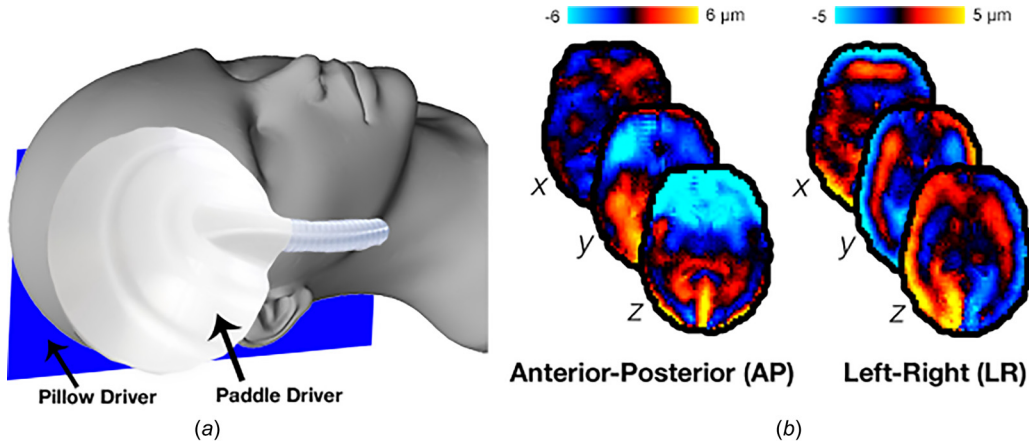 -6 6 µm -5 5 µm
x
y
z
x
y
z
Pillow Driver
Paddle Driver
Anterior-Posterior (AP) Left-Right (LR)
(a) (b)